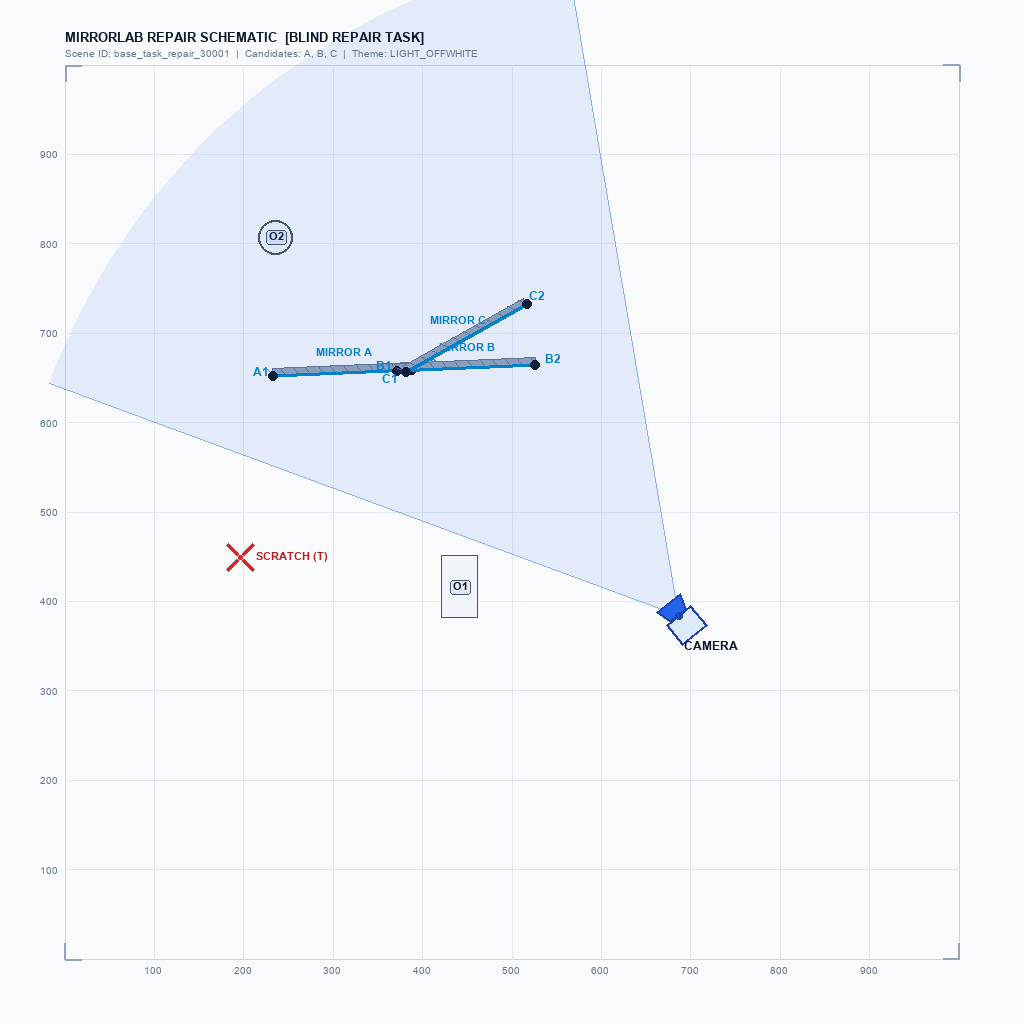 MIRRORLAB REPAIR SCHEMATIC [BLIND REPAIR TASK]
Scene ID: base_task_repair_30001 | Candidates: A, B, C | Theme: LIGHT_OFFWHITE
900
800
700
600
500
400
300
200
100
O2
C2
MIRROR C
MIRROR A
RROR B
B2
A1
B1
C1
SCRATCH (T)
O1
CAMERA
100
200
300
400
500
600
700
800
900